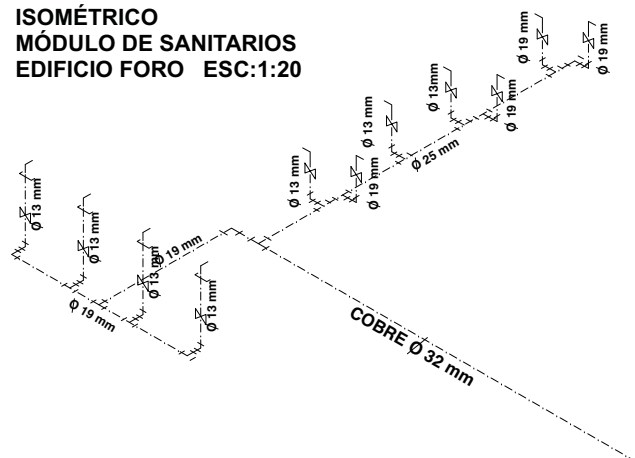 ISOMÉTRICO
MÓDULO DE SANITARIOS
EDIFICIO FORO ESC:1:20
Ø 19 mm
Ø 19 mm
Ø 13mm
Ø 19 mm
Ø 13 mm
Ø 25 mm
Ø 13 mm
Ø 19 mm
Ø 13 mm
Ø 13 mm
Ø 19 mm
Ø 13 mm
Ø 13 mm
Ø 19 mm
COBRE Ø 32 mm